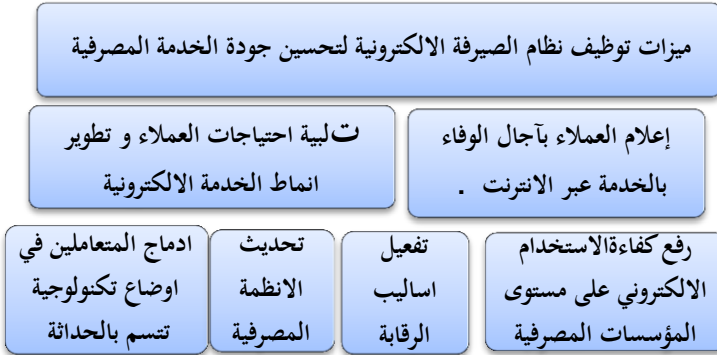 ميزات توظيف نظام الصيرفة الالكترونية لتحسين جودة الخدمة المصرفية
إعلام العملاء بآجال الوفاء
بالخدمة عبر الانترنت .
تلبية احتياجات العملاء و تطوير
انماط الخدمة الالكترونية
رفع كفاءةالاستخدام
الالكتروني على مستوى
المؤسسات المصرفية
تفعيل
اساليب
الرقابة
تحديث
الانظمة
المصرفية
ادماج المتعاملين في
اوضاع تكنولوجية
تتسم بالحداثة